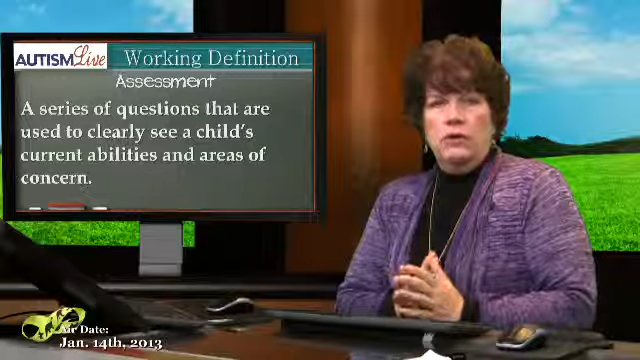 AUTISM Live Working Definition
Assessment
A series of questions that are
used to clearly see a child's
current abilities and areas of
concern.
Air Date:
Jan. 14th, 2013